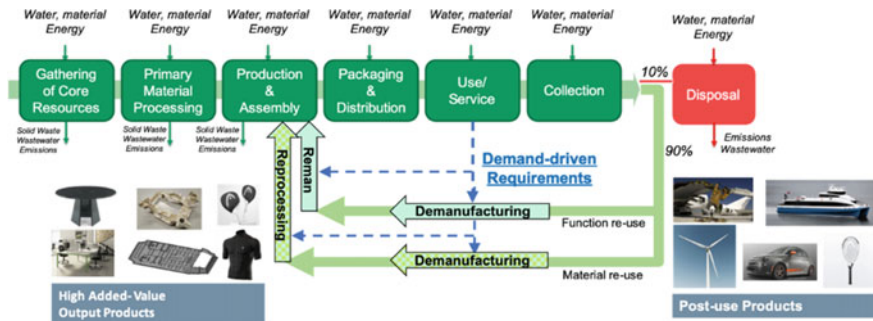 Water, material
Energy
Water, material
Energy
Water, material
Energy
Water, material
Energy
Water, material
Energy
Water, material
Energy
Water, material
Energy
Gathering
of Core
Resources
Primary
Material
Processing
Production
&
Assembly
Packaging
&
Distribution
Use/
Service
Collection
10%
Disposal
Solid Waste
Wastewater
Emissions
Solid Waste
Wastewater
Emissions
Solid Waste
Wastewater
Emissions
Emissions
Wastewater
90%
Reprocessing
Reman
Demand-driven
Requirements
Demanufacturing
Function re-use
Demanufacturing
Material re-use
High Added- Value
Output Products
Post-use Products